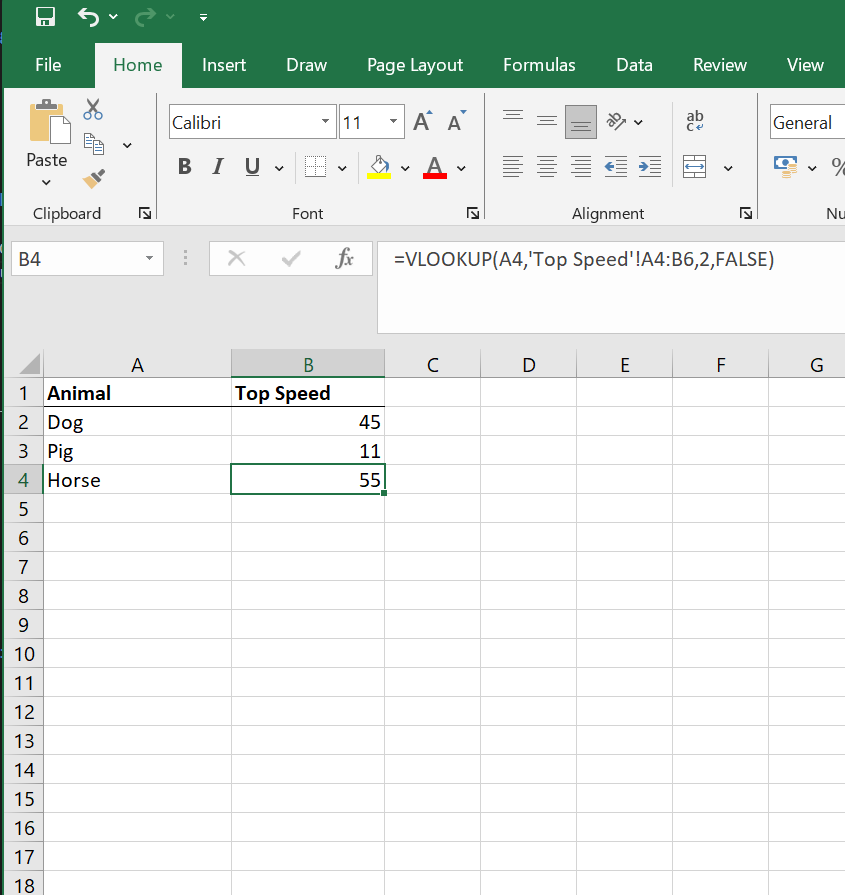 File Home Insert Draw Page Layout Formulas Data Review View
Calibri 11 A A ab General
c
Paste B I U A %
Clipboard Font Alignment Nu
B4 fx =VLOOKUP(A4,'Top Speed'!A4:B6,2,FALSE)
A B C D E F G
1 Animal Top Speed
2 Dog 45
3 Pig 11
4 Horse 55
5
6
7
8
9
10
11
12
13
14
15
16
17
18